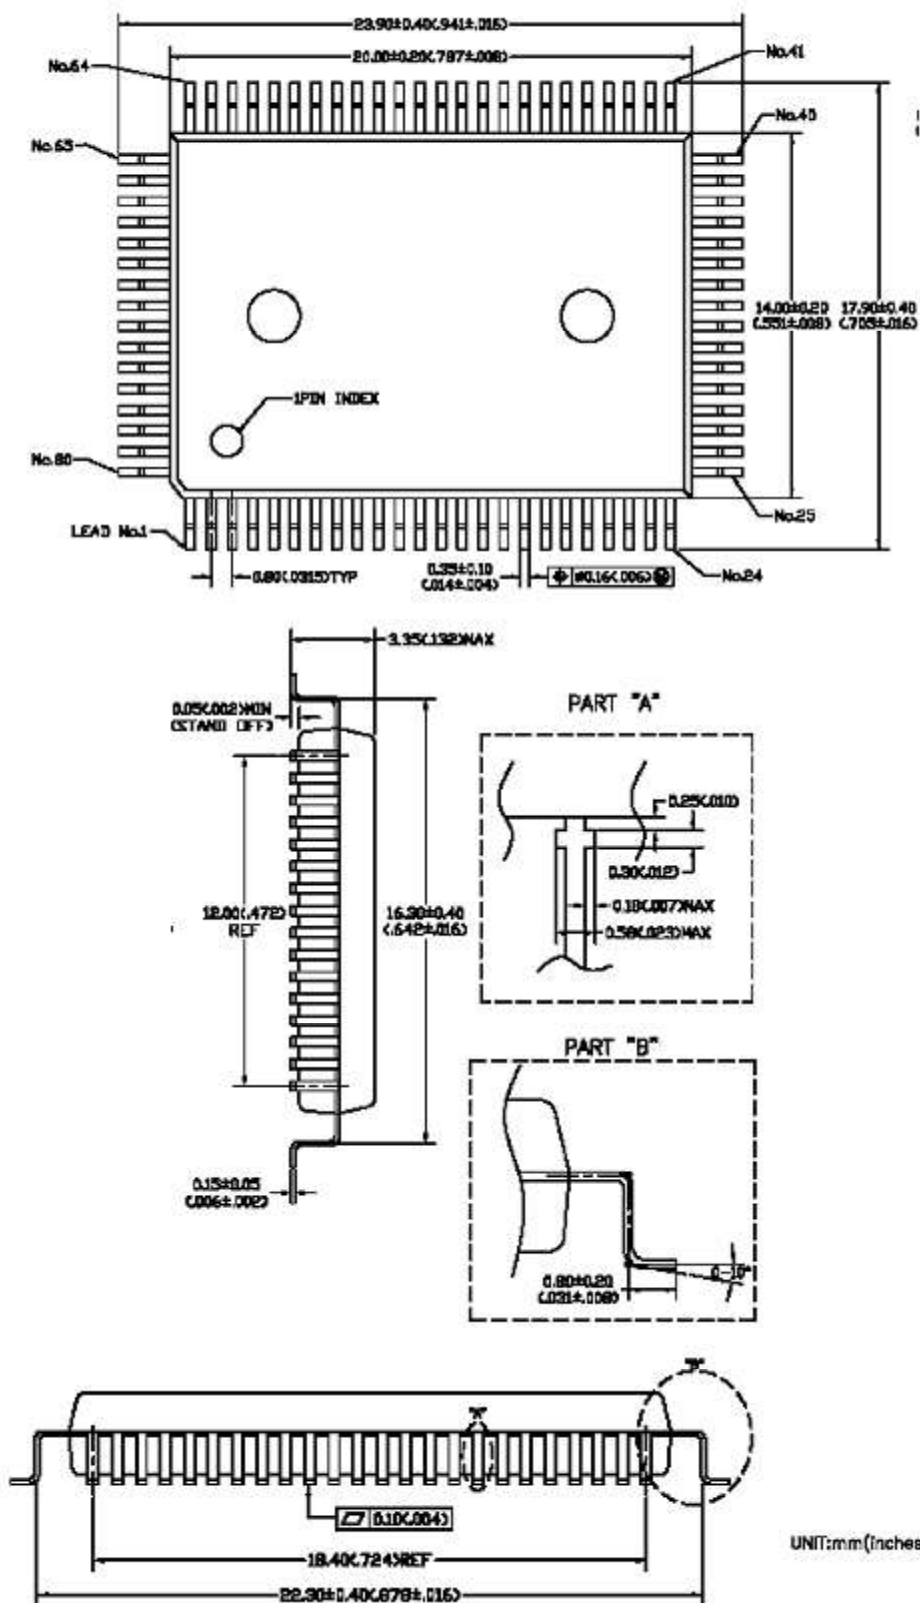 23.90±0.40(.941±.016)
20.00±0.20(.787±.008)
No.64
No.41
No.65
No.40
14.00±0.20
(.551±.008)
17.90±0.40
(.705±.016)
1PIN INDEX
No.80
No.25
LEAD No.1
0.80(.0315)TYP
0.35±0.10
(.014±.004)
⌀0.16(.006) Ⓜ
No.24
3.35(.132)MAX
0.05(.002)MIN
(STAND OFF)
12.00(.472)
REF
16.30±0.40
(.642±.016)
0.15±0.05
(.006±.002)
PART "A"
0.25(.010)
0.30(.012)
0.18(.007)MAX
0.58(.023)MAX
PART "B"
0.80±0.20
(.031±.008)
0-10°
"A"
"B"
0.10(.004)
18.40(.724)REF
22.30±0.40(.878±.016)
UNIT:mm(inches